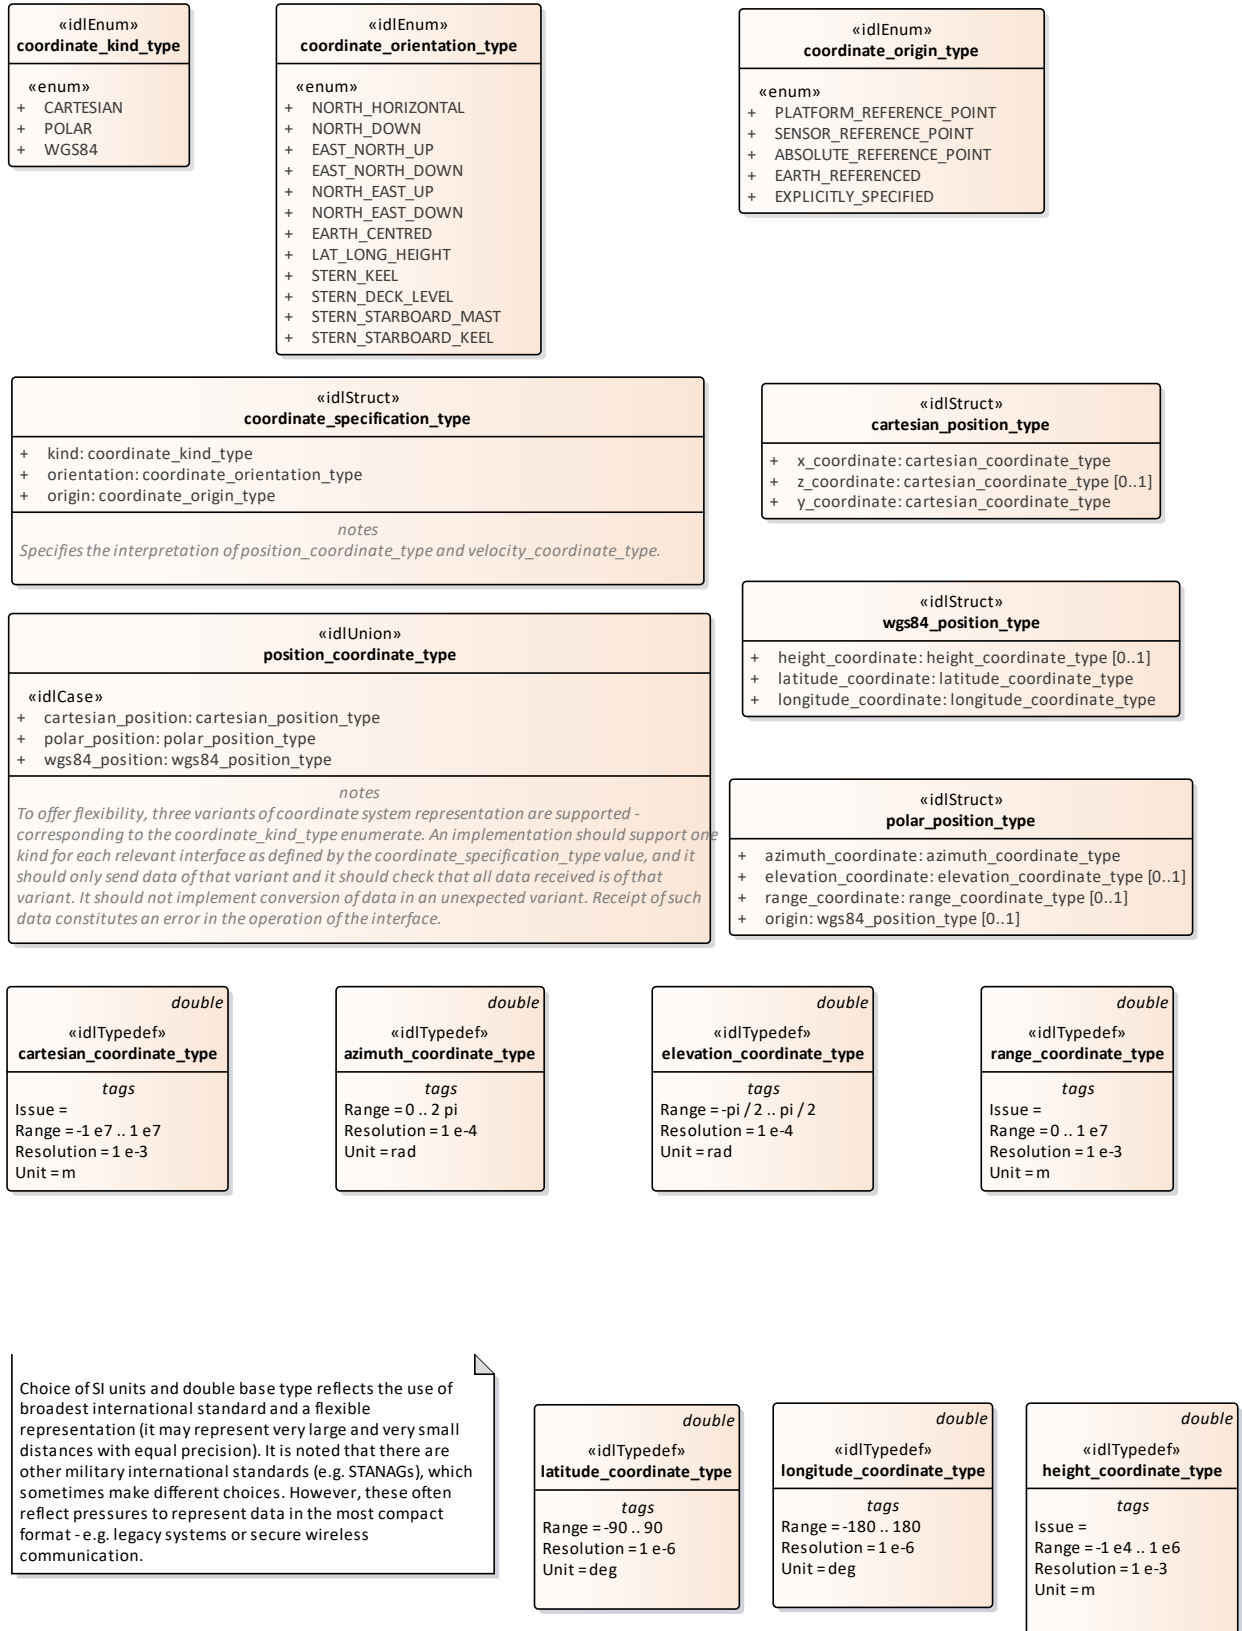 «idlEnum»
coordinate_kind_type
«enum»
+ CARTESIAN
+ POLAR
+ WGS84
«idlEnum»
coordinate_orientation_type
«enum»
+ NORTH_HORIZONTAL
+ NORTH_DOWN
+ EAST_NORTH_UP
+ EAST_NORTH_DOWN
+ NORTH_EAST_UP
+ NORTH_EAST_DOWN
+ EARTH_CENTRED
+ LAT_LONG_HEIGHT
+ STERN_KEEL
+ STERN_DECK_LEVEL
+ STERN_STARBOARD_MAST
+ STERN_STARBOARD_KEEL
«idlEnum»
coordinate_origin_type
«enum»
+ PLATFORM_REFERENCE_POINT
+ SENSOR_REFERENCE_POINT
+ ABSOLUTE_REFERENCE_POINT
+ EARTH_REFERENCED
+ EXPLICITLY_SPECIFIED
«idlStruct»
coordinate_specification_type
+ kind: coordinate_kind_type
+ orientation: coordinate_orientation_type
+ origin: coordinate_origin_type
notes
Specifies the interpretation of position_coordinate_type and velocity_coordinate_type.
«idlStruct»
cartesian_position_type
+ x_coordinate: cartesian_coordinate_type
+ z_coordinate: cartesian_coordinate_type [0..1]
+ y_coordinate: cartesian_coordinate_type
«idlUnion»
position_coordinate_type
«idlCase»
+ cartesian_position: cartesian_position_type
+ polar_position: polar_position_type
+ wgs84_position: wgs84_position_type
notes
To offer flexibility, three variants of coordinate system representation are supported -
corresponding to the coordinate_kind_type enumerate. An implementation should support one
kind for each relevant interface as defined by the coordinate_specification_type value, and it
should only send data of that variant and it should check that all data received is of that
variant. It should not implement conversion of data in an unexpected variant. Receipt of such
data constitutes an error in the operation of the interface.
«idlStruct»
wgs84_position_type
+ height_coordinate: height_coordinate_type [0..1]
+ latitude_coordinate: latitude_coordinate_type
+ longitude_coordinate: longitude_coordinate_type
«idlStruct»
polar_position_type
+ azimuth_coordinate: azimuth_coordinate_type
+ elevation_coordinate: elevation_coordinate_type [0..1]
+ range_coordinate: range_coordinate_type [0..1]
+ origin: wgs84_position_type [0..1]
double
«idlTypedef»
cartesian_coordinate_type
tags
Issue =
Range = -1 e7 .. 1 e7
Resolution = 1 e-3
Unit = m
double
«idlTypedef»
azimuth_coordinate_type
tags
Range = 0 .. 2 pi
Resolution = 1 e-4
Unit = rad
double
«idlTypedef»
elevation_coordinate_type
tags
Range = -pi / 2 .. pi / 2
Resolution = 1 e-4
Unit = rad
double
«idlTypedef»
range_coordinate_type
tags
Issue =
Range = 0 .. 1 e7
Resolution = 1 e-3
Unit = m
Choice of SI units and double base type reflects the use of
broadest international standard and a flexible
representation (it may represent very large and very small
distances with equal precision). It is noted that there are
other military international standards (e.g. STANAGs), which
sometimes make different choices. However, these often
reflect pressures to represent data in the most compact
format - e.g. legacy systems or secure wireless
communication.
double
«idlTypedef»
latitude_coordinate_type
tags
Range = -90 .. 90
Resolution = 1 e-6
Unit = deg
double
«idlTypedef»
longitude_coordinate_type
tags
Range = -180 .. 180
Resolution = 1 e-6
Unit = deg
double
«idlTypedef»
height_coordinate_type
tags
Issue =
Range = -1 e4 .. 1 e6
Resolution = 1 e-3
Unit = m